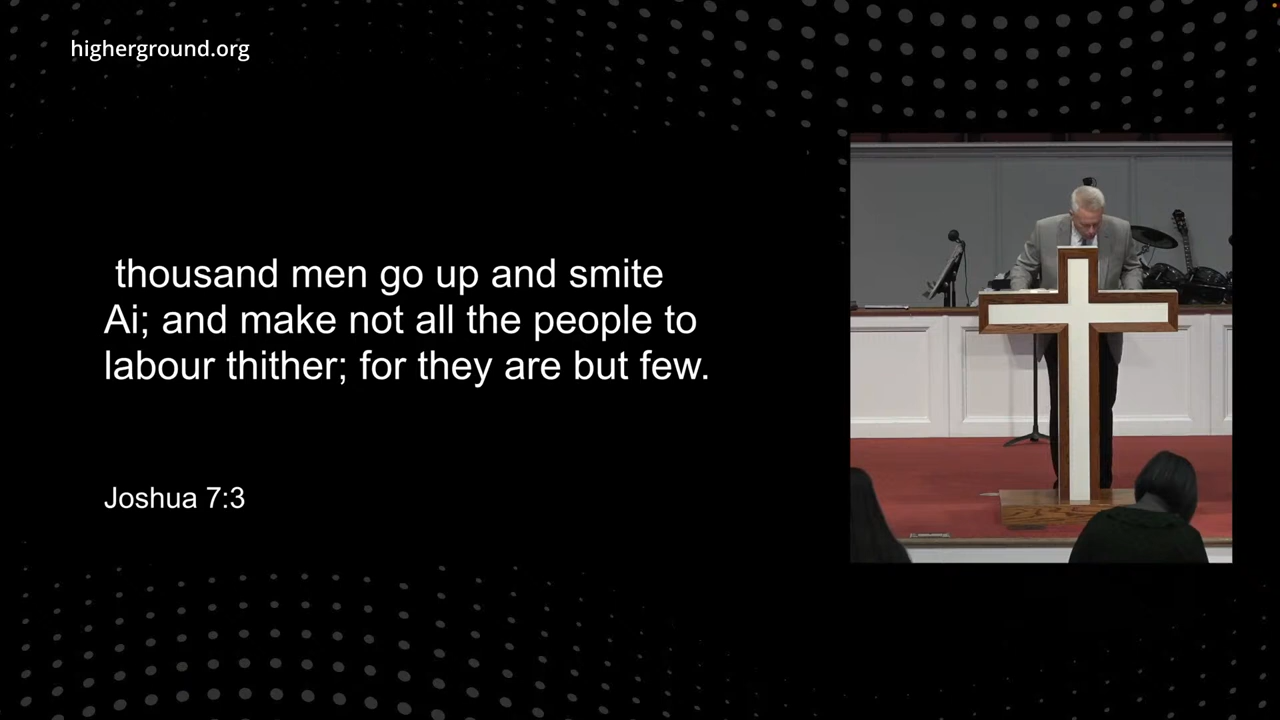 higherground.org
thousand men go up and smite
Ai; and make not all the people to
labour thither; for they are but few.
Joshua 7:3